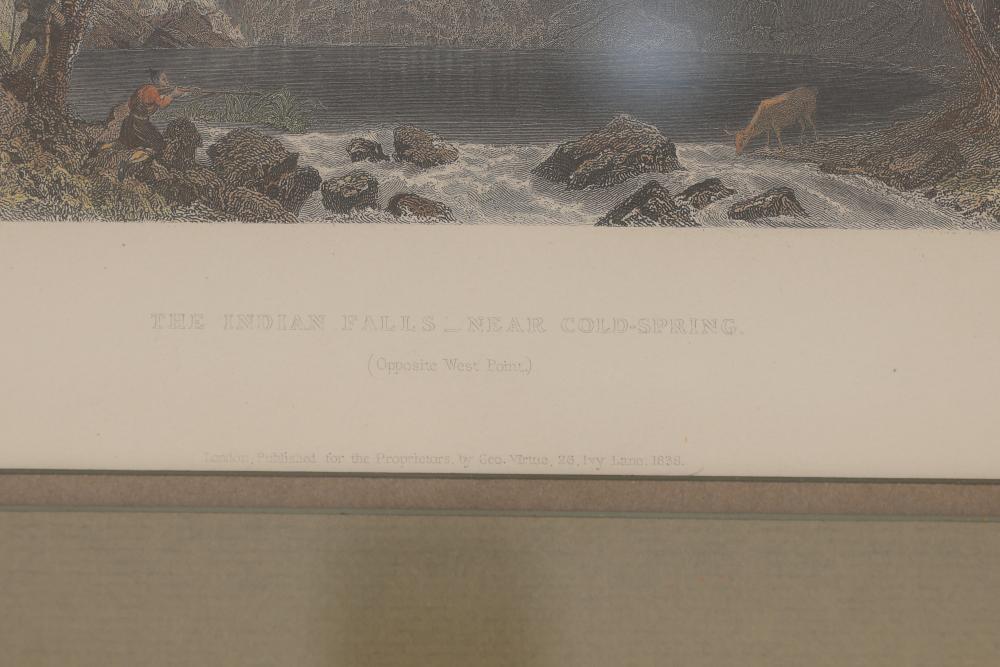 THE INDIAN FALLS _ NEAR COLD-SPRING.
(Opposite West Point.)
London, Published for the Proprietors, by Geo. Virtue, 26, Ivy Lane, 1838.